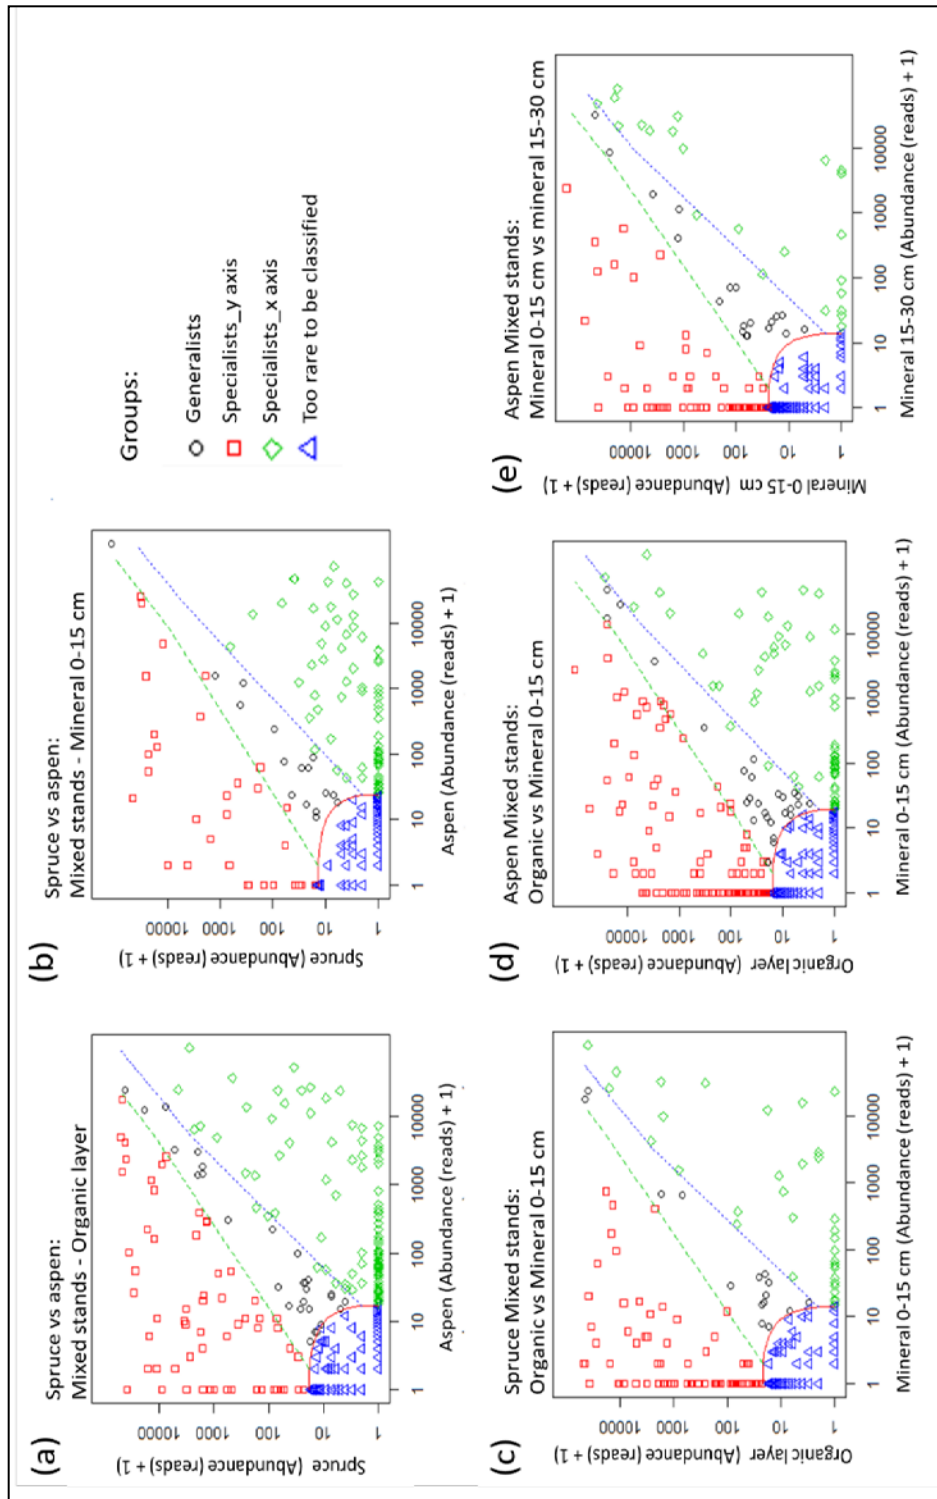 (a)
Spruce vs aspen:
Mixed stands - Organic layer
Spruce (Abundance (reads) + 1)
1
10
100
1000
10000
1
10
100
1000
10000
Aspen (Abundance (reads) + 1)
(b)
Spruce vs aspen:
Mixed stands - Mineral 0-15 cm
Spruce (Abundance (reads) + 1)
1
10
100
1000
10000
1
10
100
1000
10000
Aspen (Abundance (reads) + 1)
Groups:
Generalists
Specialists_y axis
Specialists_x axis
Too rare to be classified
(c)
Spruce Mixed stands:
Organic vs Mineral 0-15 cm
Organic layer (Abundance (reads) + 1)
1
10
100
1000
10000
1
10
100
1000
10000
Mineral 0-15 cm (Abundance (reads) + 1)
(d)
Aspen Mixed stands:
Organic vs Mineral 0-15 cm
Organic layer (Abundance (reads) + 1)
1
10
100
1000
10000
1
10
100
1000
10000
Mineral 0-15 cm (Abundance (reads) + 1)
(e)
Aspen Mixed stands:
Mineral 0-15 cm vs mineral 15-30 cm
Mineral 0-15 cm (Abundance (reads) + 1)
1
10
100
1000
10000
1
10
100
1000
10000
Mineral 15-30 cm (Abundance (reads) + 1)